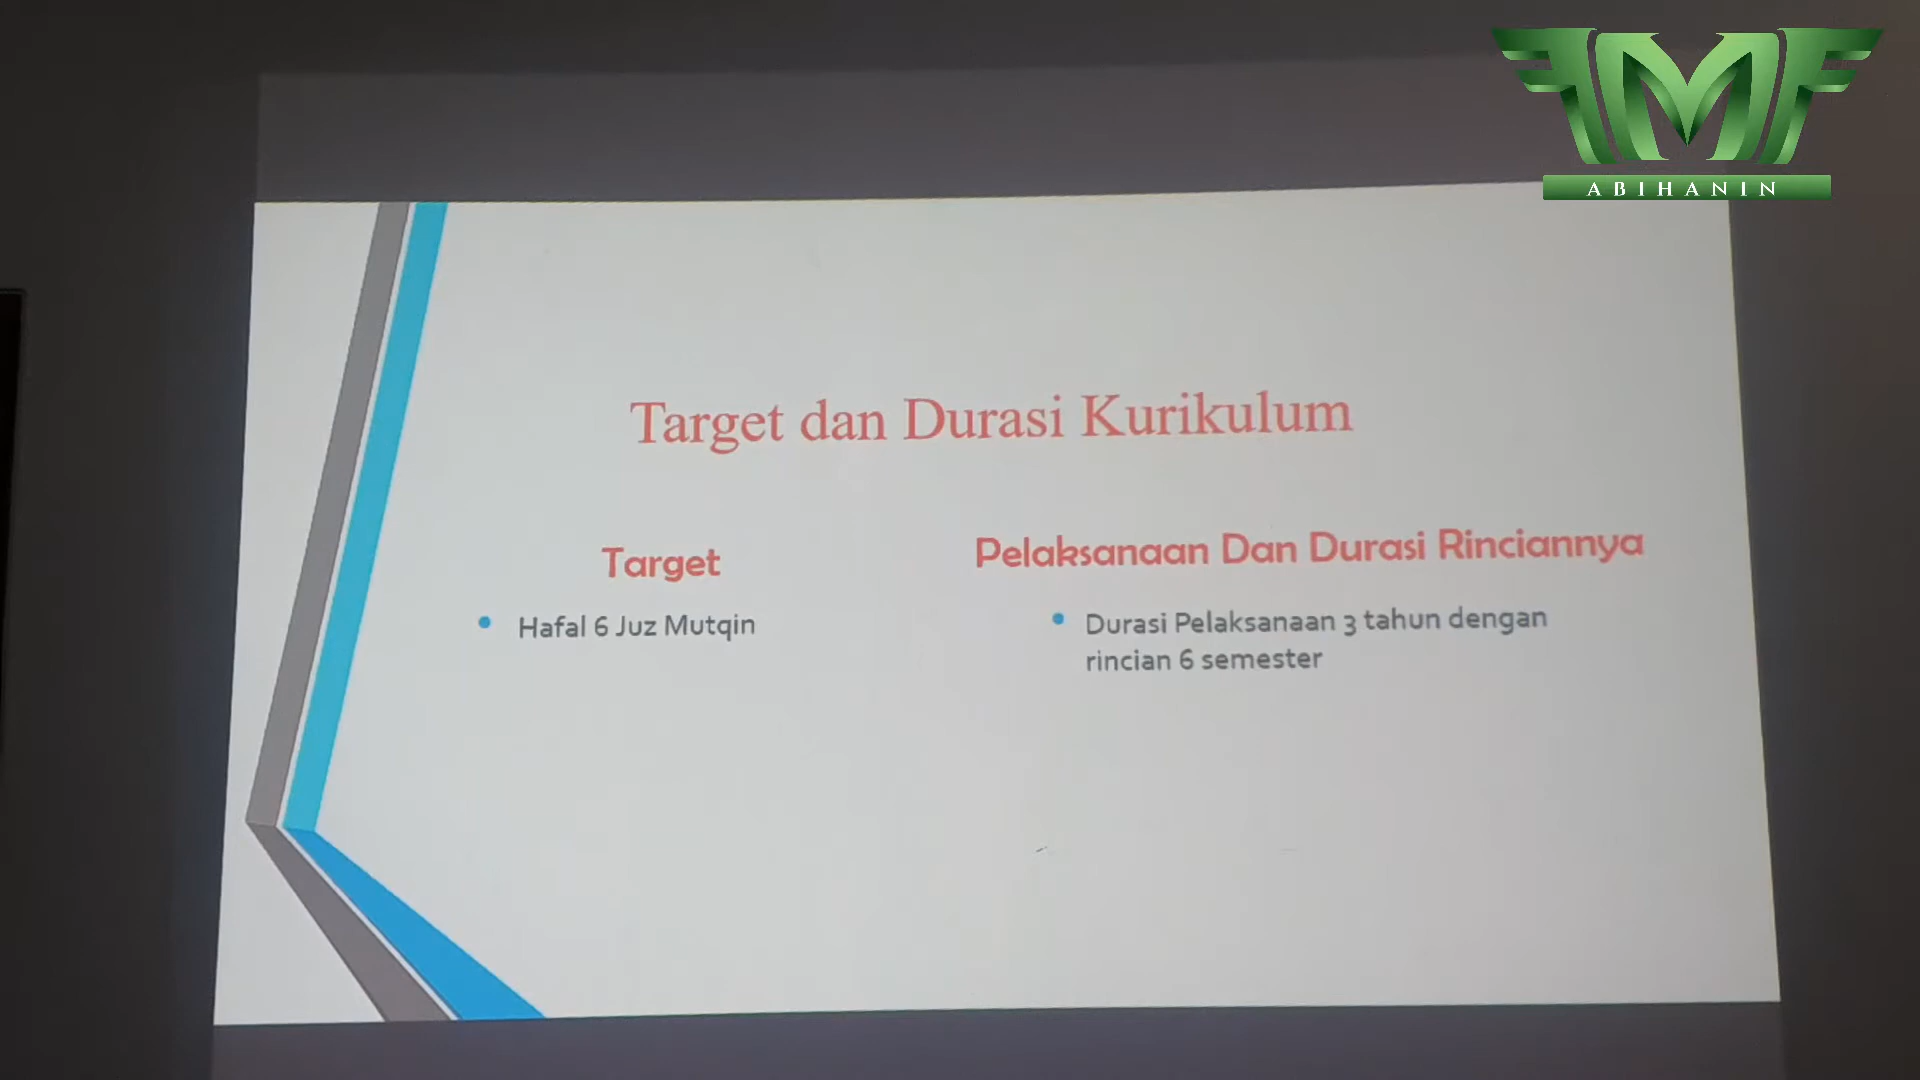 ABIHANIN
Target dan Durasi Kurikulum
Target
Hafal 6 Juz Mutqin
Pelaksanaan Dan Durasi Rinciannya
Durasi Pelaksanaan 3 tahun dengan
rincian 6 semester